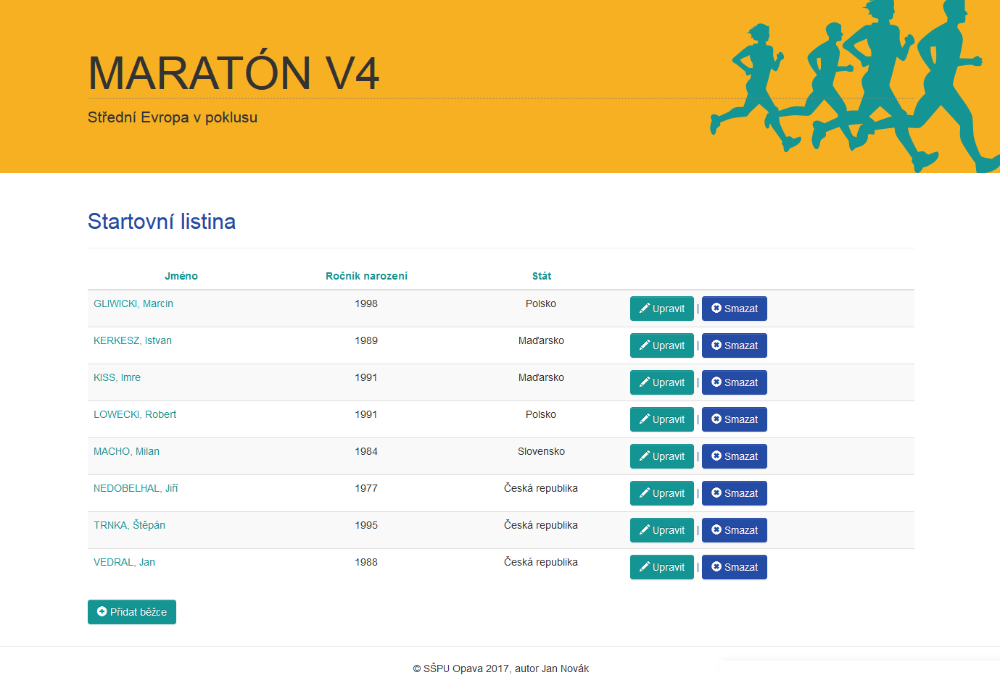 MARATÓN V4
Střední Evropa v poklusu
Startovní listina
Jméno Ročník narození Stát
GLIWICKI, Marcin 1998 Polsko Upravit | Smazat
KERKESZ, Istvan 1989 Maďarsko Upravit | Smazat
KISS, Imre 1991 Maďarsko Upravit | Smazat
LOWECKI, Robert 1991 Polsko Upravit | Smazat
MACHO, Milan 1984 Slovensko Upravit | Smazat
NEDOBELHAL, Jiří 1977 Česká republika Upravit | Smazat
TRNKA, Štěpán 1995 Česká republika Upravit | Smazat
VEDRAL, Jan 1988 Česká republika Upravit | Smazat
Přidat běžce
© SŠPU Opava 2017, autor Jan Novák